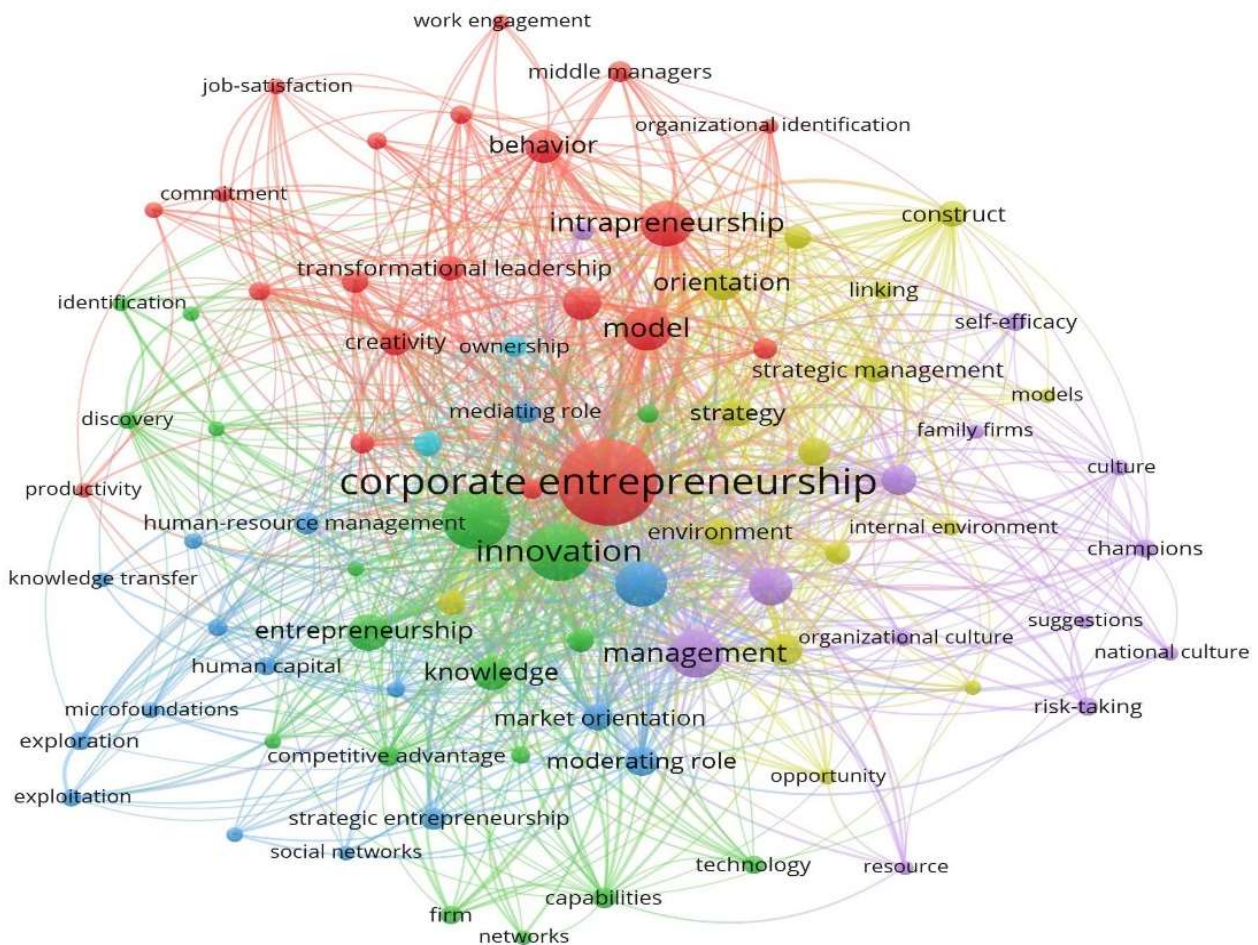 work engagement
middle managers
job-satisfaction
organizational identification
behavior
commitment
construct
intrapreneurship
transformational leadership
orientation
linking
identification
self-efficacy
model
creativity
ownership
strategic management
models
mediating role
strategy
discovery
family firms
culture
corporate entrepreneurship
productivity
human-resource management
internal environment
environment
innovation
champions
knowledge transfer
suggestions
entrepreneurship
organizational culture
national culture
management
human capital
knowledge
risk-taking
microfoundations
market orientation
exploration
competitive advantage
moderating role
opportunity
exploitation
strategic entrepreneurship
social networks
technology
resource
capabilities
firm
networks